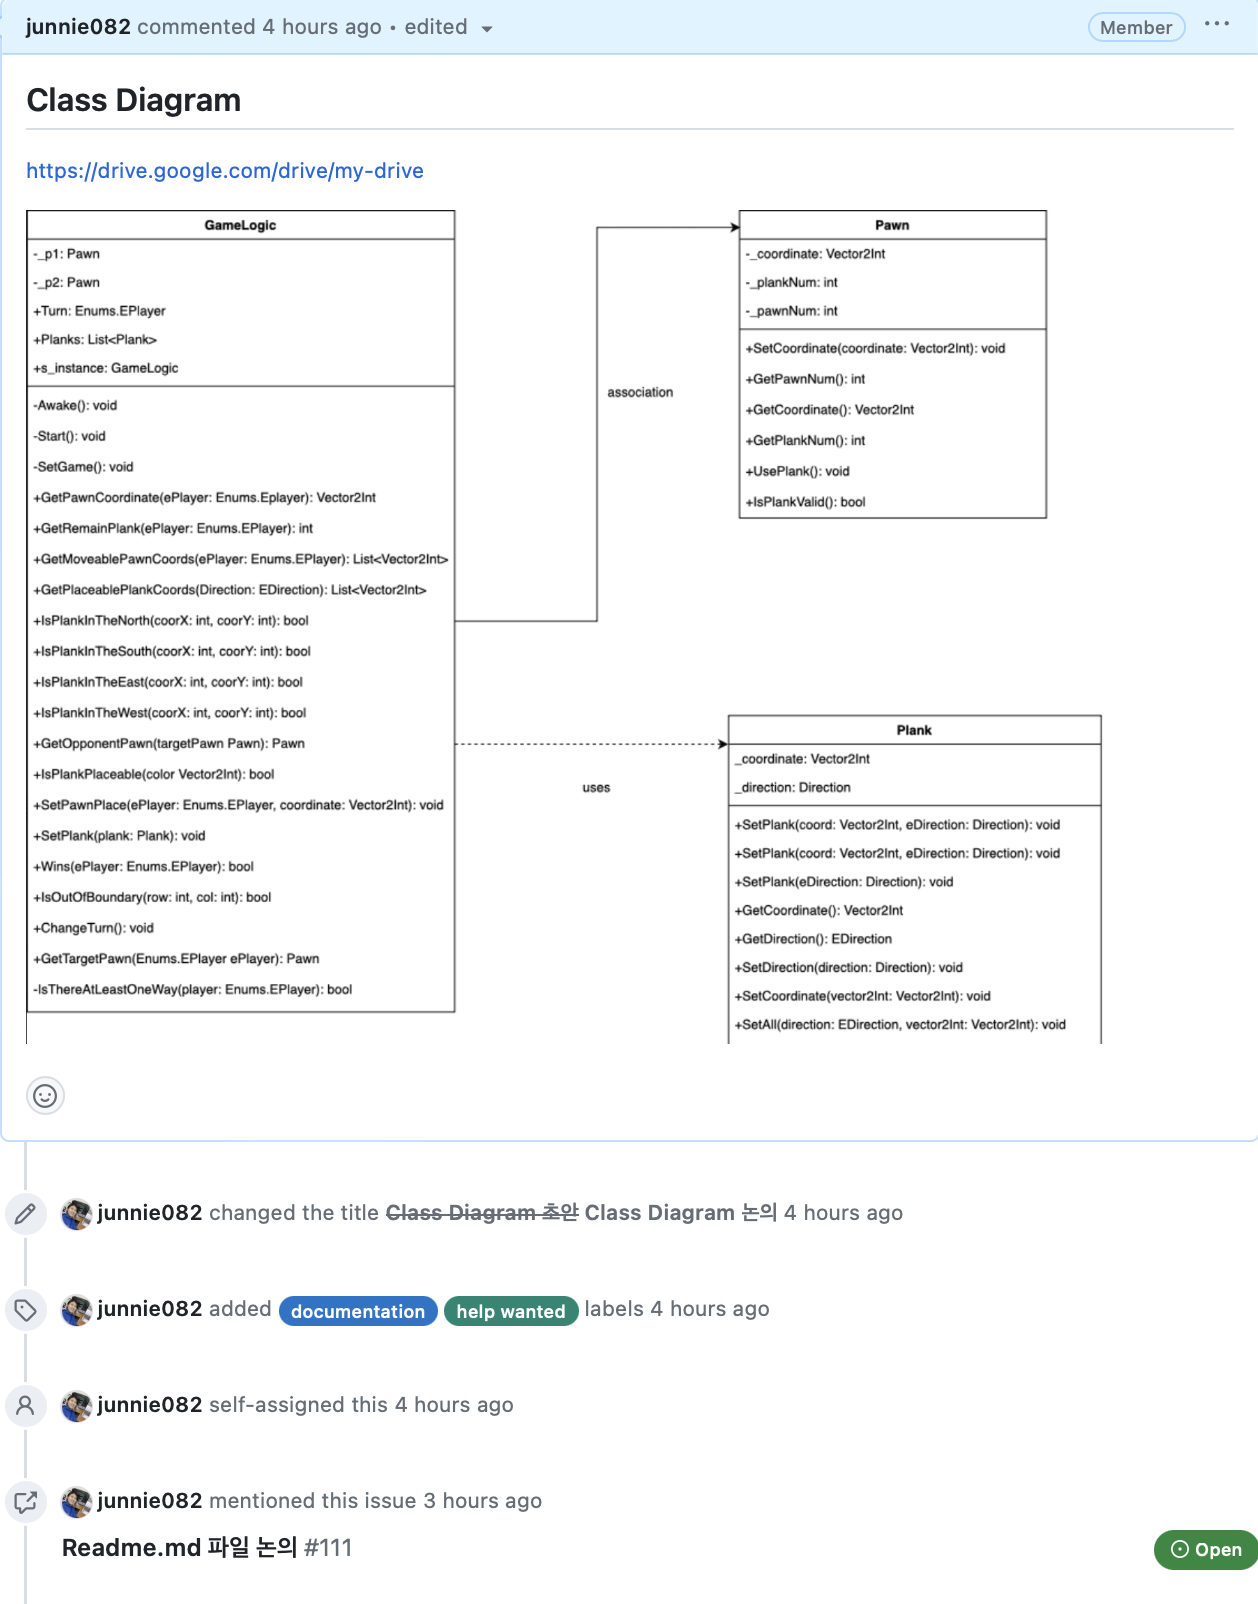 junnie082 commented 4 hours ago • edited
Member
Class Diagram
https://drive.google.com/drive/my-drive
GameLogic
-_p1: Pawn
-_p2: Pawn
+Turn: Enums.EPlayer
+Planks: List<Plank>
+s_instance: GameLogic
-Awake(): void
-Start(): void
-SetGame(): void
+GetPawnCoordinate(ePlayer: Enums.Eplayer): Vector2Int
+GetRemainPlank(ePlayer: Enums.EPlayer): int
+GetMoveablePawnCoords(ePlayer: Enums.EPlayer): List<Vector2Int>
+GetPlaceablePlankCoords(Direction: EDirection): List<Vector2Int>
+IsPlankInTheNorth(coorX: int, coorY: int): bool
+IsPlankInTheSouth(coorX: int, coorY: int): bool
+IsPlankInTheEast(coorX: int, coorY: int): bool
+IsPlankInTheWest(coorX: int, coorY: int): bool
+GetOpponentPawn(targetPawn Pawn): Pawn
+IsPlankPlaceable(color Vector2Int): bool
+SetPawnPlace(ePlayer: Enums.EPlayer, coordinate: Vector2Int): void
+SetPlank(plank: Plank): void
+Wins(ePlayer: Enums.EPlayer): bool
+IsOutOfBoundary(row: int, col: int): bool
+ChangeTurn(): void
+GetTargetPawn(Enums.EPlayer ePlayer): Pawn
-IsThereAtLeastOneWay(player: Enums.EPlayer): bool
association
uses
Pawn
-_coordinate: Vector2Int
-_plankNum: int
-_pawnNum: int
+SetCoordinate(coordinate: Vector2Int): void
+GetPawnNum(): int
+GetCoordinate(): Vector2Int
+GetPlankNum(): int
+UsePlank(): void
+IsPlankValid(): bool
Plank
_coordinate: Vector2Int
_direction: Direction
+SetPlank(coord: Vector2Int, eDirection: Direction): void
+SetPlank(coord: Vector2Int, eDirection: Direction): void
+SetPlank(eDirection: Direction): void
+GetCoordinate(): Vector2Int
+GetDirection(): EDirection
+SetDirection(direction: Direction): void
+SetCoordinate(vector2Int: Vector2Int): void
+SetAll(direction: EDirection, vector2Int: Vector2Int): void
junnie082 changed the title Class Diagram 초안 Class Diagram 논의 4 hours ago
junnie082 added documentation help wanted labels 4 hours ago
junnie082 self-assigned this 4 hours ago
junnie082 mentioned this issue 3 hours ago
Readme.md 파일 논의 #111
Open